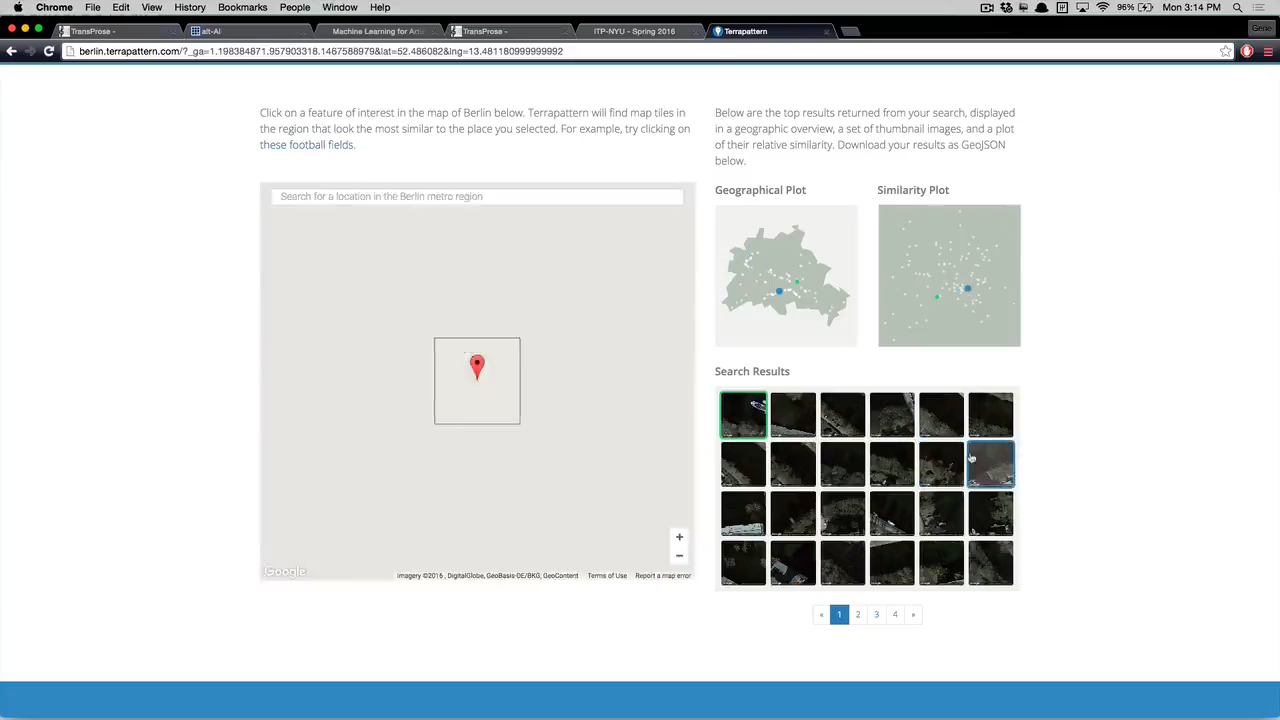 Chrome File Edit View History Bookmarks People Window Help 96% Mon 3:14 PM
TransProse - alt-AI Machine Learning for Artis TransProse - ITP-NYU - Spring 2016 Terrapattern Gene
berlin.terrapattern.com/?_ga=1.198384871.957903318.1467588979&lat=52.486082&lng=13.481180999999992
Click on a feature of interest in the map of Berlin below. Terrapattern will find map tiles in
the region that look the most similar to the place you selected. For example, try clicking on
these football fields.
Below are the top results returned from your search, displayed
in a geographic overview, a set of thumbnail images, and a plot
of their relative similarity. Download your results as GeoJSON
below.
Search for a location in the Berlin metro region
+
−
Google
Imagery ©2016 , DigitalGlobe, GeoBasis-DE/BKG, GeoContent Terms of Use Report a map error
Geographical Plot Similarity Plot
Search Results
« 1 2 3 4 »